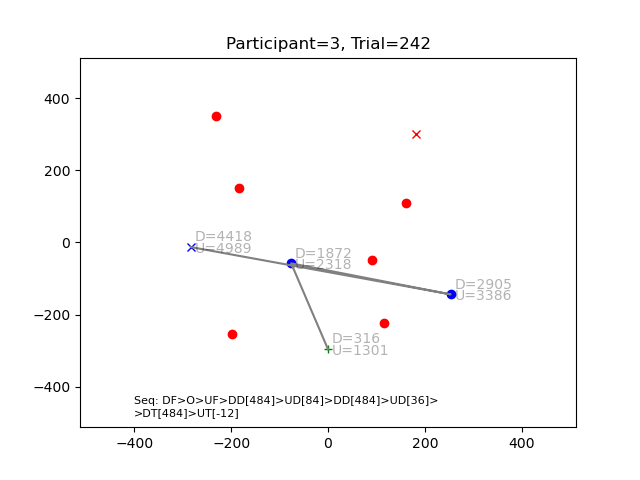 Participant=3, Trial=242
400
200
0
−200
−400
D=4418
U=4989
D=1872
U=2318
D=2905
U=3386
D=316
U=1301
Seq: DF>O>UF>DD[484]>UD[84]>DD[484]>UD[36]>
>DT[484]>UT[-12]
−400 −200 0 200 400